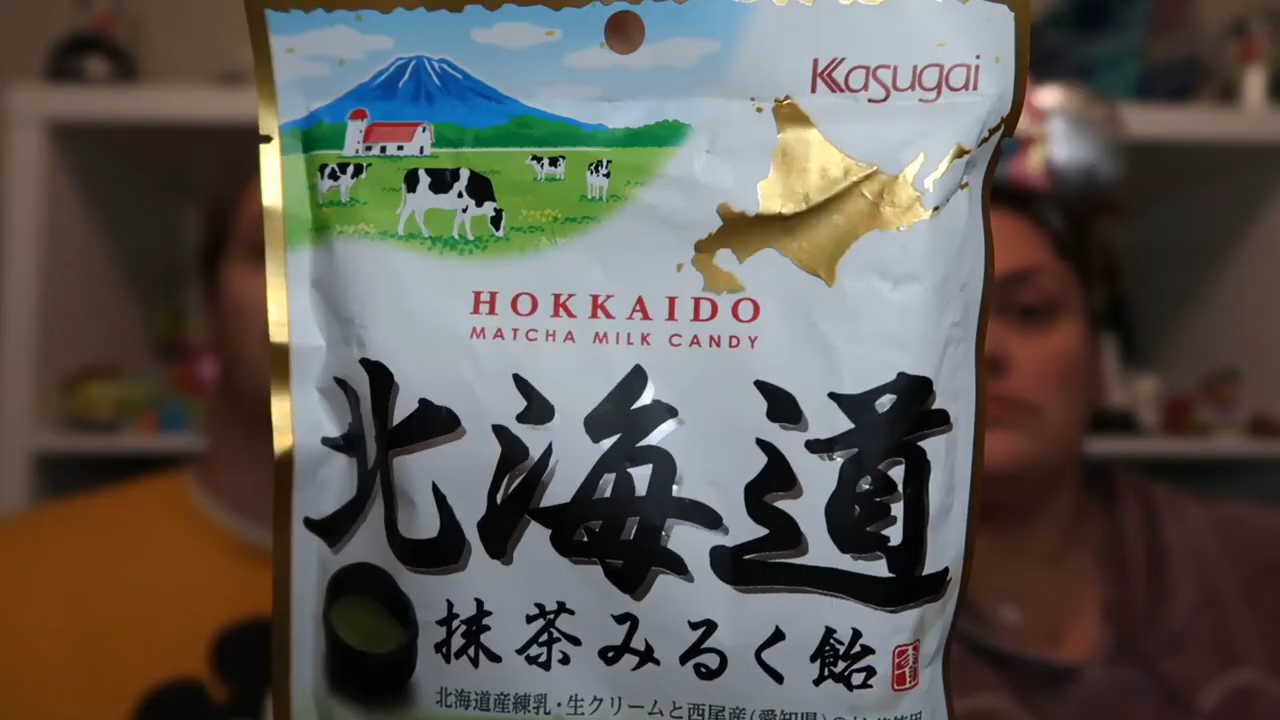 Kasugai
HOKKAIDO
MATCHA MILK CANDY
北海道
抹茶みるく飴
北海道産練乳・生クリームと西尾産(愛知県)の